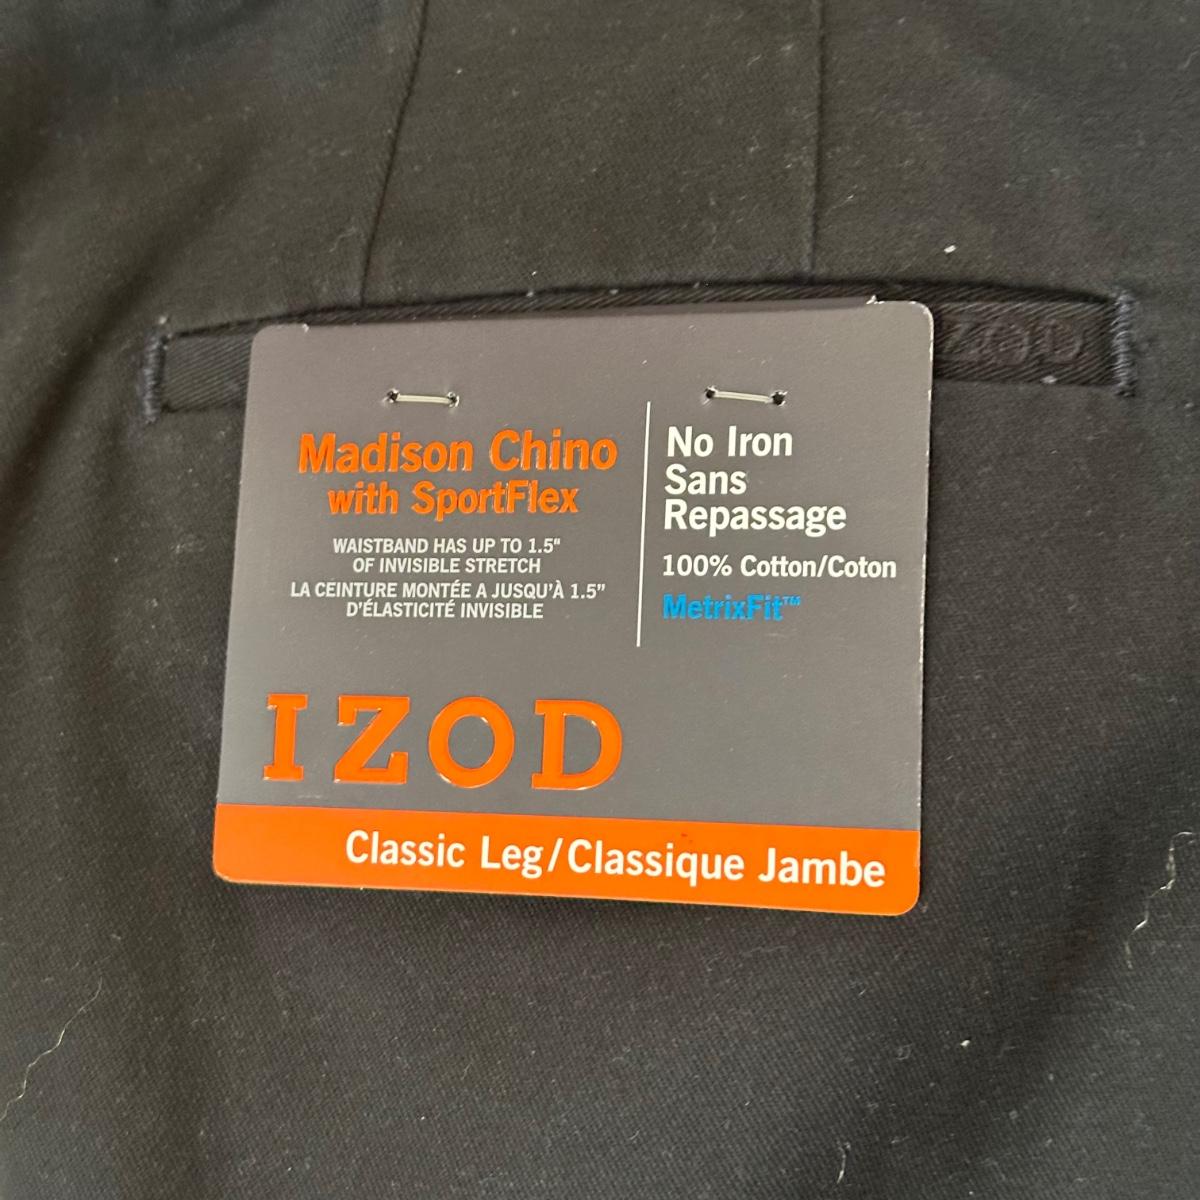 IZOD
Madison Chino
with SportFlex
WAISTBAND HAS UP TO 1.5"
OF INVISIBLE STRETCH
LA CEINTURE MONTÉE A JUSQU'À 1.5"
D'ÉLASTICITÉ INVISIBLE
No Iron
Sans
Repassage
100% Cotton/Coton
MetrixFit™
IZOD
Classic Leg/Classique Jambe